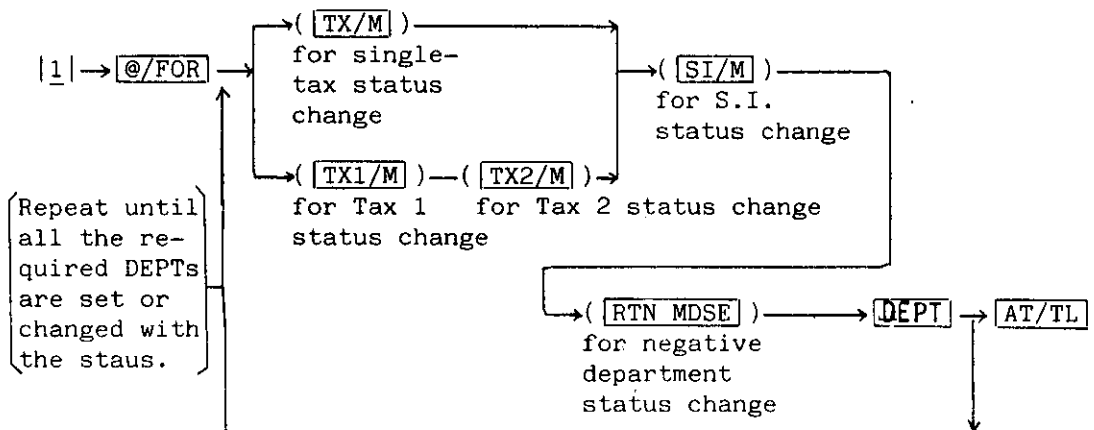 ( TX/M )
for single-
tax status
change
|1| @/FOR
( SI/M )
for S.I.
status change
( TX1/M ) ( TX2/M )
for Tax 1 for Tax 2 status change
status change
Repeat until
all the re-
quired DEPTs
are set or
changed with
the staus.
( RTN MDSE ) DEPT AT/TL
for negative
department
status change